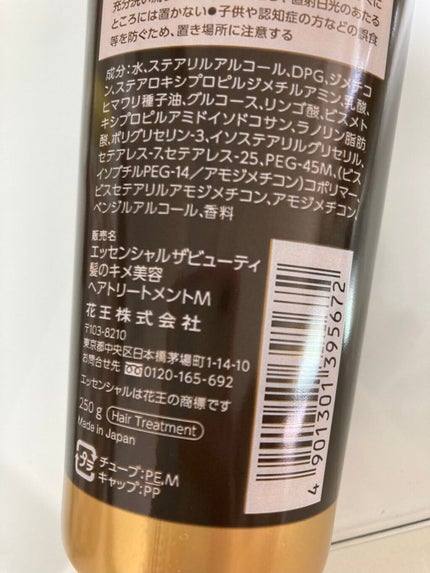 ところには置かない●子供や認知症の方などの誤食
等を防ぐため、置き場所に注意する
成分:水、ステアリルアルコール、DPG、ジメチコ
ン、ステアロキシプロピルジメチルアミン、乳酸、
ヒマワリ種子油、グルコース、リンゴ酸、ビスメト
キシプロピルアミドイソドコサン、ラノリン脂肪
酸、ポリグリセリン-3、イソステアリルグリセリル、
セテアレス-7、セテアレス-25、PEG-45M、(ビス
イソブチルPEG-14/アモジメチコン)コポリマー、
ビスセテアリルアモジメチコン、アモジメチコン、
ベンジルアルコール、香料
販売名
エッセンシャルザビューティ
髪のキメ美容
ヘアトリートメントM
花王株式会社
〒103-8210
東京都中央区日本橋茅場町1-14-10
お問合せ先 0120-165-692
エッセンシャルは花王の商標です
250g Hair Treatment
Made in Japan
プラ
チューブ:PE,M
キャップ:PP
4901301395672